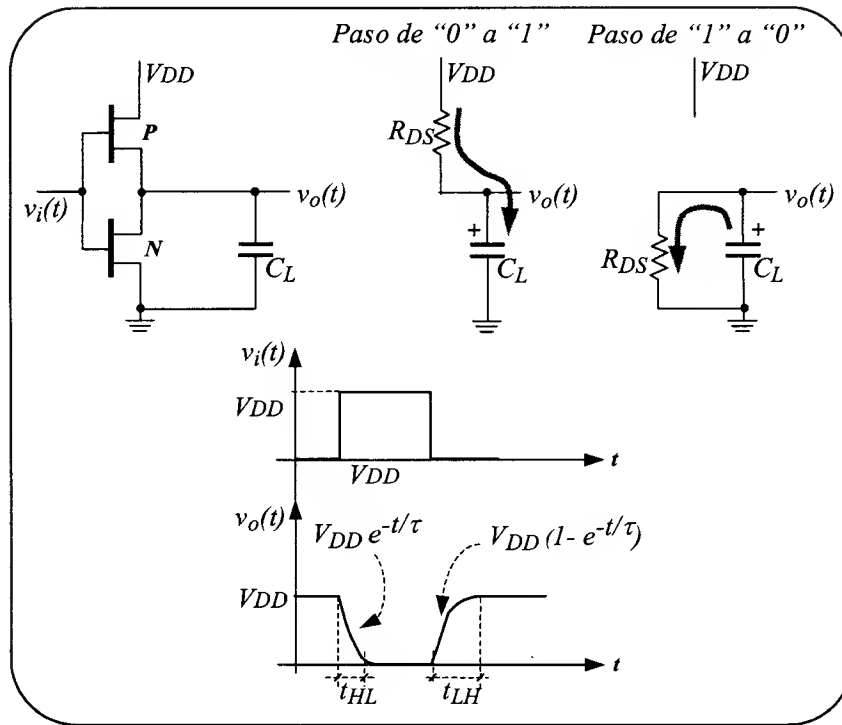 Paso de “0” a “1”
Paso de “1” a “0”
VDD
P
vi(t)
N
vo(t)
CL
VDD
RDS
vo(t)
+
CL
VDD
vo(t)
RDS
+
CL
vi(t)
VDD
VDD
t
vo(t)
VDD e-t/τ
VDD (1- e-t/τ)
VDD
t
tHL
tLH